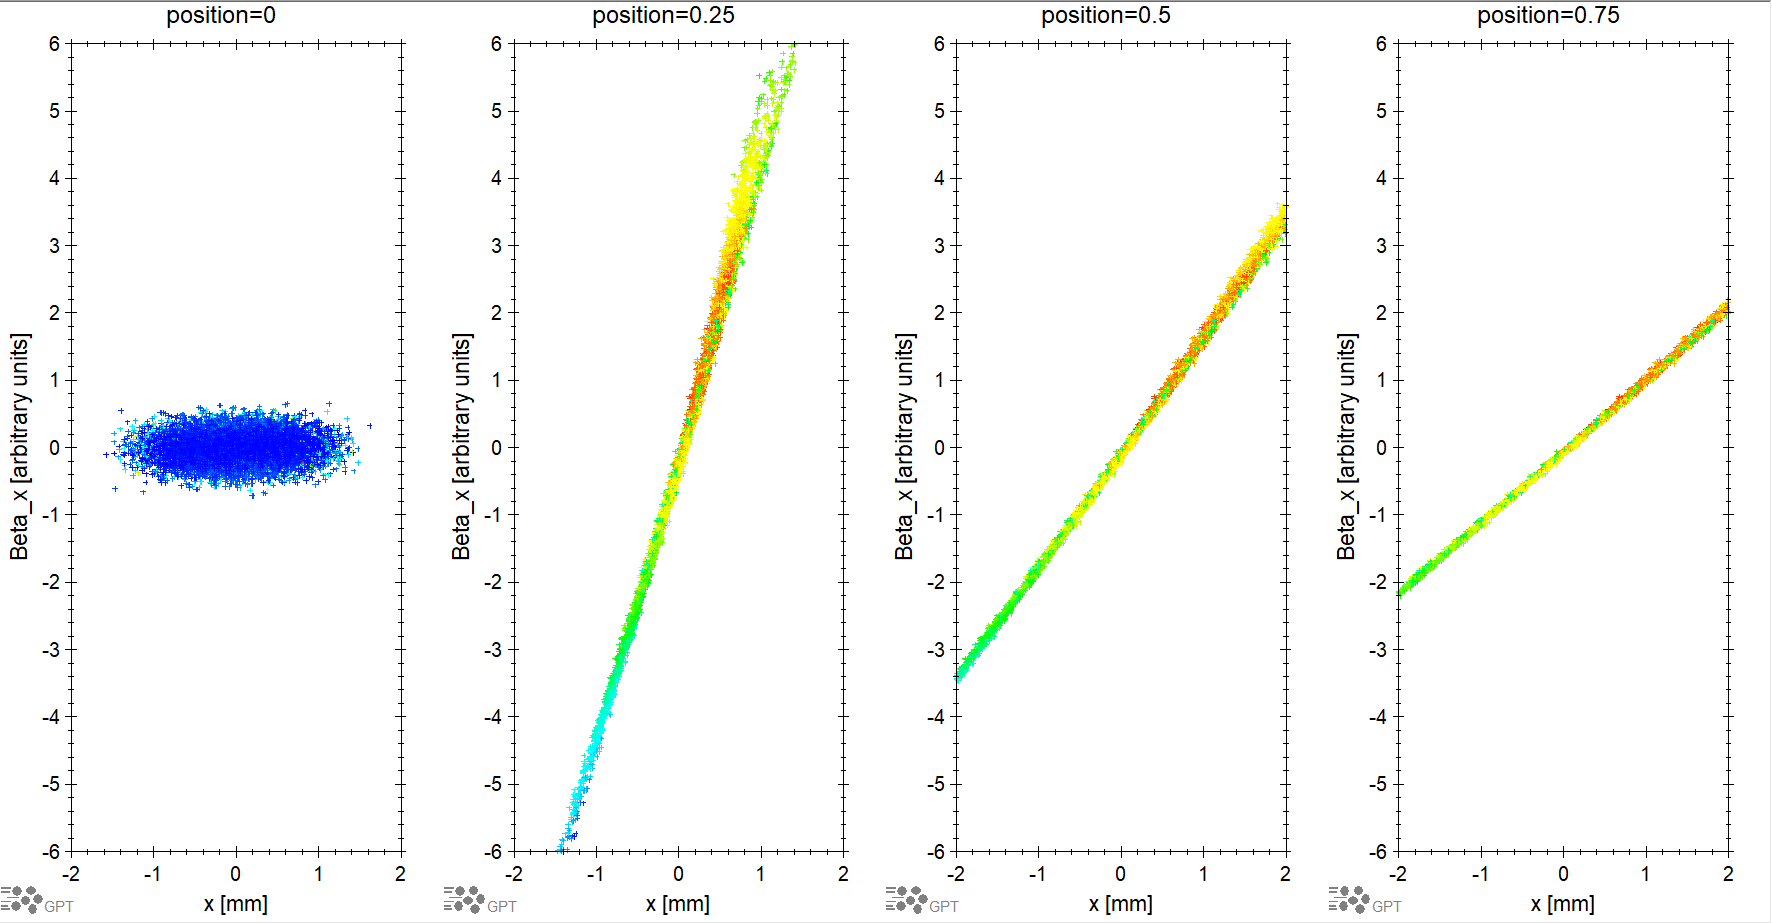 position=0
position=0.25
position=0.5
position=0.75
6
5
4
3
2
1
0
-1
-2
-3
-4
-5
-6
Beta_x [arbitrary units]
-2 -1 0 1 2
x [mm]
GPT
6
5
4
3
2
1
0
-1
-2
-3
-4
-5
-6
Beta_x [arbitrary units]
-2 -1 0 1 2
x [mm]
GPT
6
5
4
3
2
1
0
-1
-2
-3
-4
-5
-6
Beta_x [arbitrary units]
-2 -1 0 1 2
x [mm]
GPT
6
5
4
3
2
1
0
-1
-2
-3
-4
-5
-6
Beta_x [arbitrary units]
-2 -1 0 1 2
x [mm]
GPT